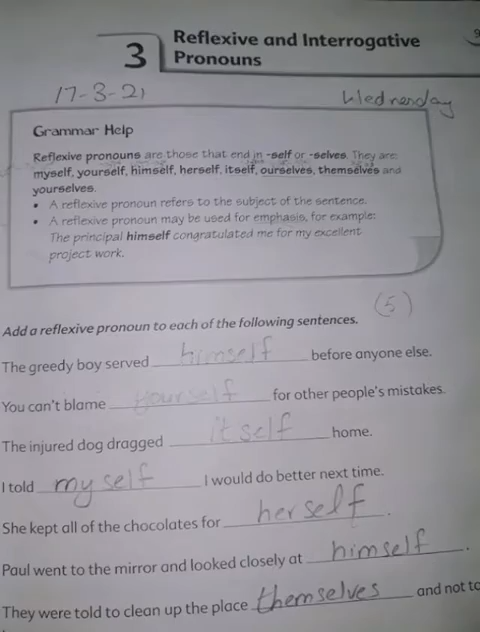 Reflexive and Interrogative
3 Pronouns
17-3-21 Wednesday
Grammar Help
Reflexive pronouns are those that end in -self or -selves. They are:
myself, yourself, himself, herself, itself, ourselves, themselves and
yourselves.
• A reflexive pronoun refers to the subject of the sentence.
• A reflexive pronoun may be used for emphasis, for example:
The principal himself congratulated me for my excellent
project work.
(5)
Add a reflexive pronoun to each of the following sentences.
The greedy boy served himself before anyone else.
You can't blame yourself for other people's mistakes.
The injured dog dragged itself home.
I told my self I would do better next time.
She kept all of the chocolates for herself.
Paul went to the mirror and looked closely at himself.
They were told to clean up the place themselves and not to